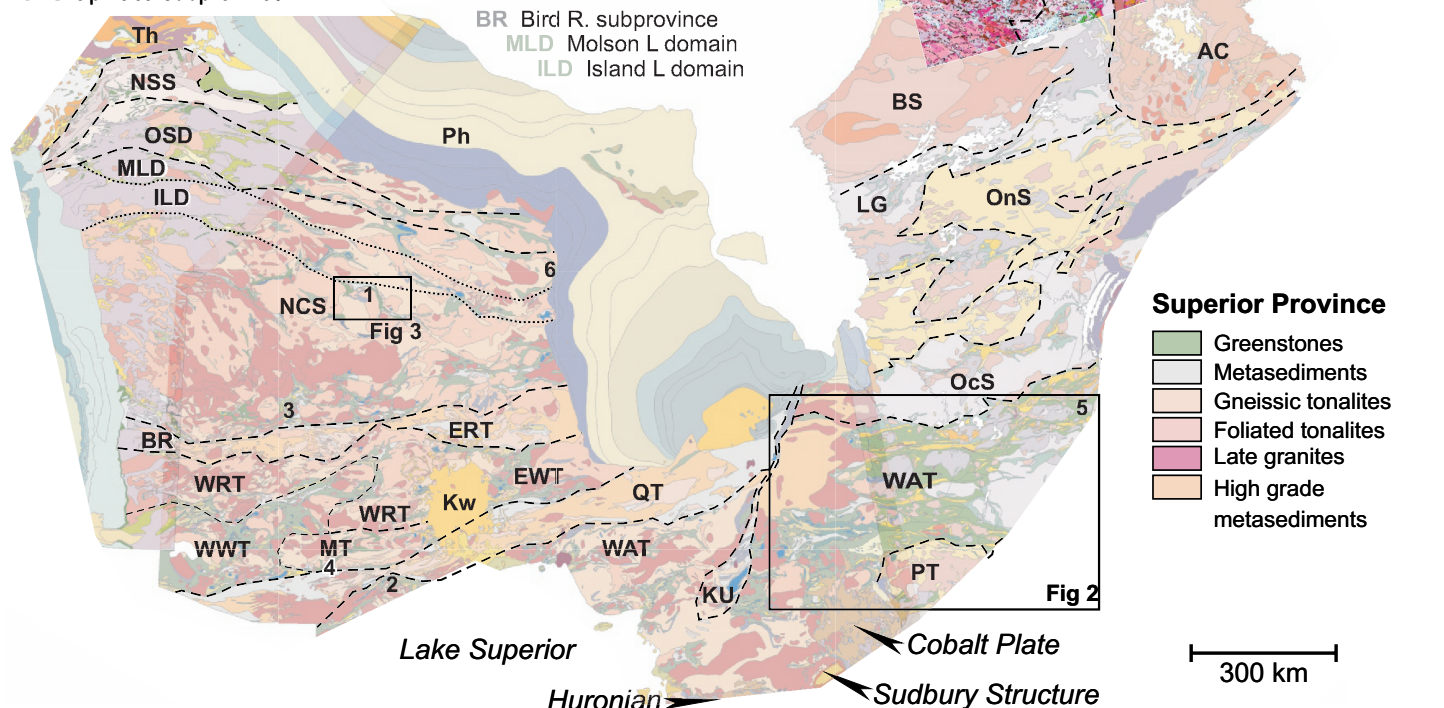 BR Bird R. subprovince
MLD Molson L domain
ILD Island L domain
Th
NSS
OSD
MLD
ILD
Ph
BS
AC
LG
OnS
6
NCS
1
Fig 3
3
BR
ERT
WRT
EWT
Kw
QT
WRT
WWT
MT
4
2
WAT
KU
OcS
5
WAT
PT
Fig 2
Superior Province
Greenstones
Metasediments
Gneissic tonalites
Foliated tonalites
Late granites
High grade
metasediments
Lake Superior
Cobalt Plate
300 km
Huronian
Sudbury Structure